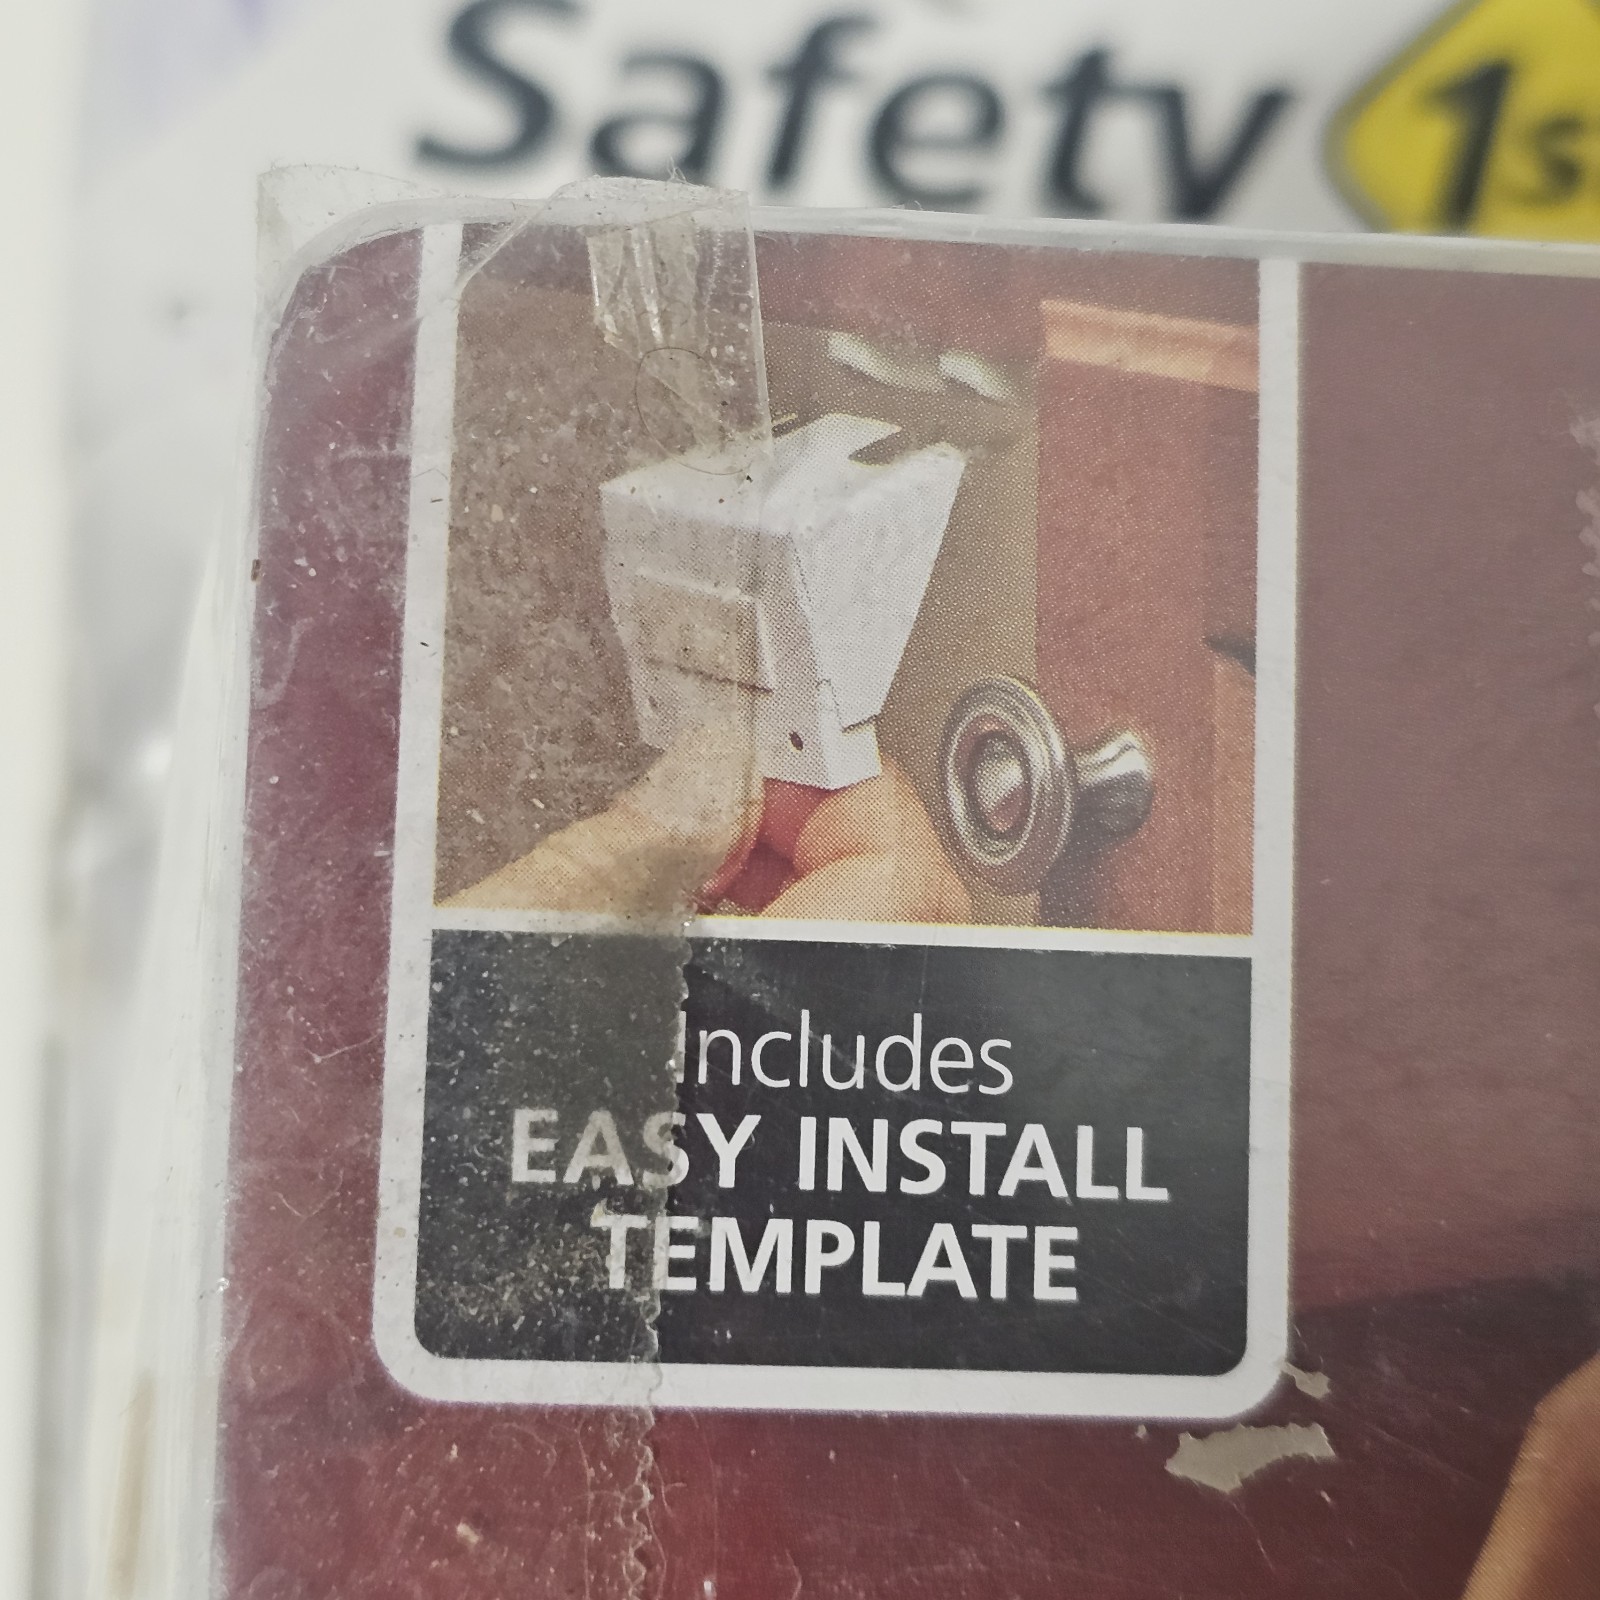 Safety 1st
Includes
EASY INSTALL
TEMPLATE